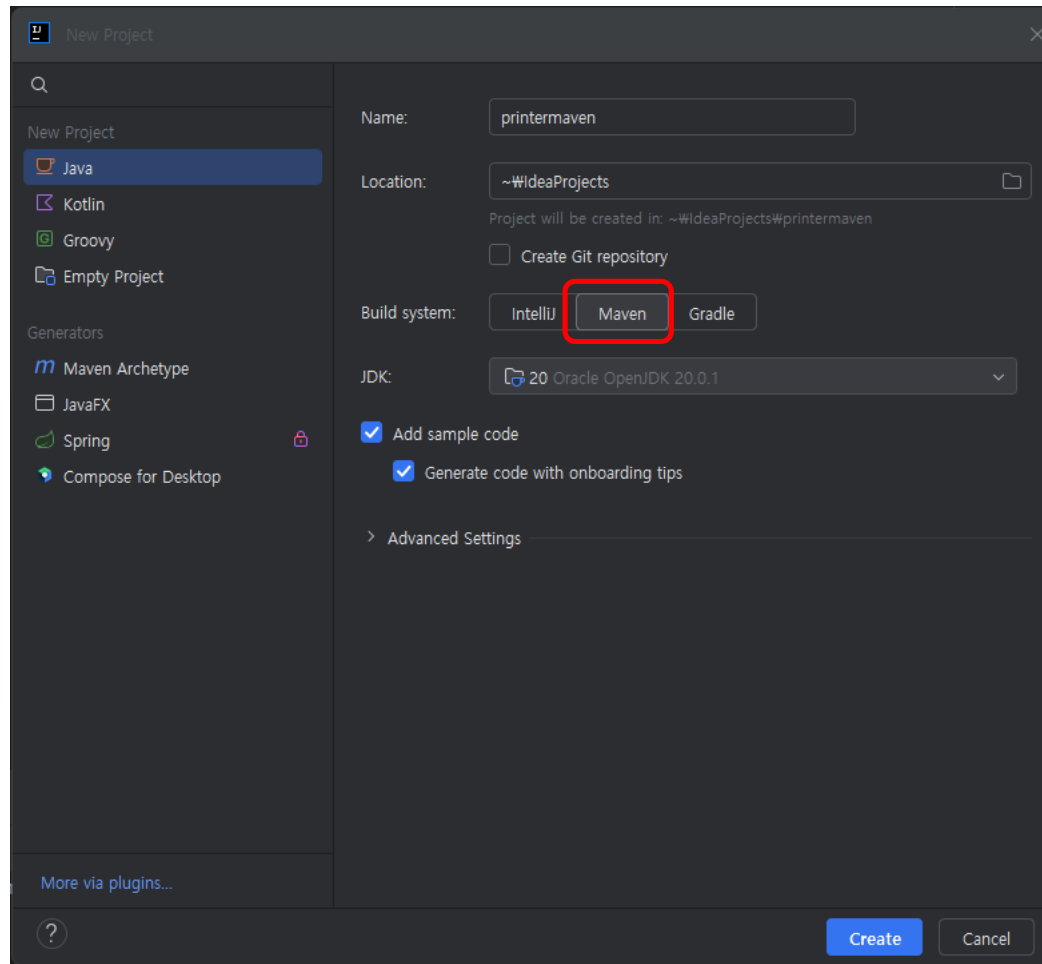 New Project
New Project
Java
Kotlin
Groovy
Empty Project
Generators
Maven Archetype
JavaFX
Spring
Compose for Desktop
More via plugins...
Name: printermaven
Location: ~₩IdeaProjects
Project will be created in: ~₩IdeaProjects₩printermaven
Create Git repository
Build system: IntelliJ Maven Gradle
JDK: 20 Oracle OpenJDK 20.0.1
Add sample code
Generate code with onboarding tips
Advanced Settings
? Create Cancel